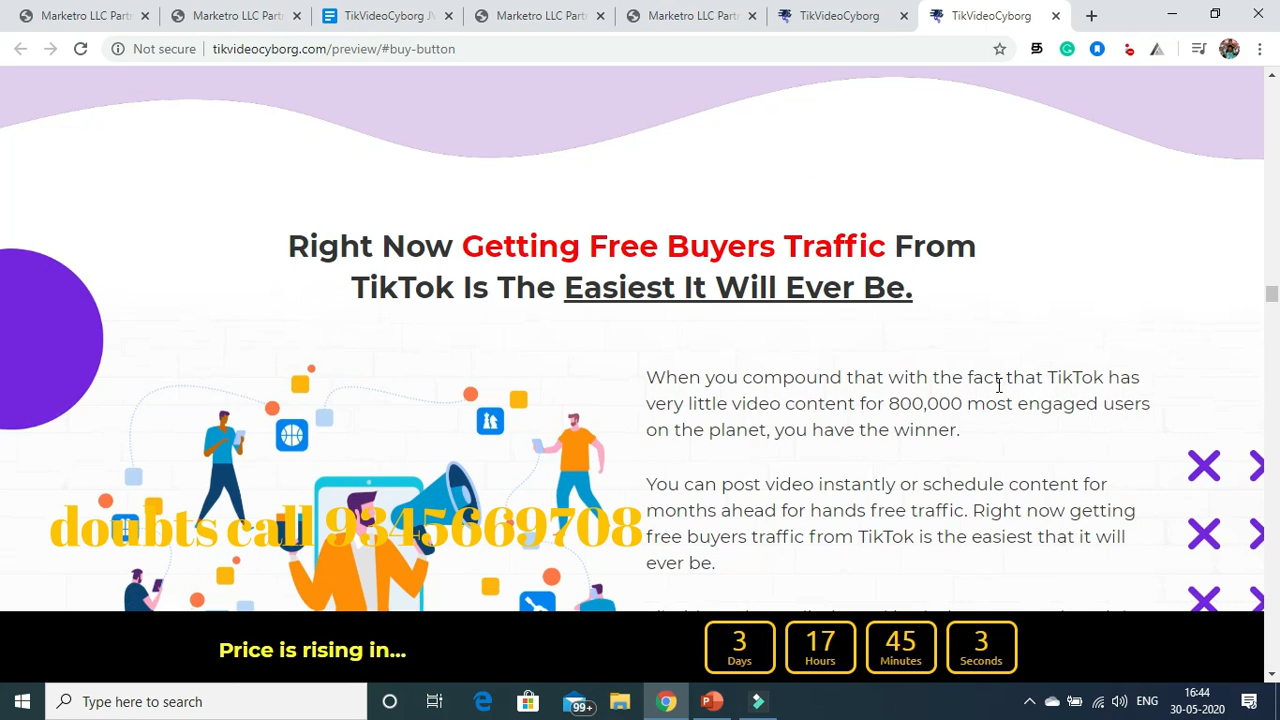 Marketro LLC Part
Marketro LLC Part
TikVideoCyborg JV
Marketro LLC Part
Marketro LLC Part
TikVideoCyborg
TikVideoCyborg
Not secure
tikvideocyborg.com/preview/#buy-button
Right Now Getting Free Buyers Traffic From
TikTok Is The Easiest It Will Ever Be.
When you compound that with the fact that TikTok has
very little video content for 800,000 most engaged users
on the planet, you have the winner.
You can post video instantly or schedule content for
months ahead for hands free traffic. Right now getting
free buyers traffic from TikTok is the easiest that it will
ever be.
doubts call 9345669708
Price is rising in...
3 17 45 3
Days Hours Minutes Seconds
Type here to search
99+
ENG
16:44
30-05-2020